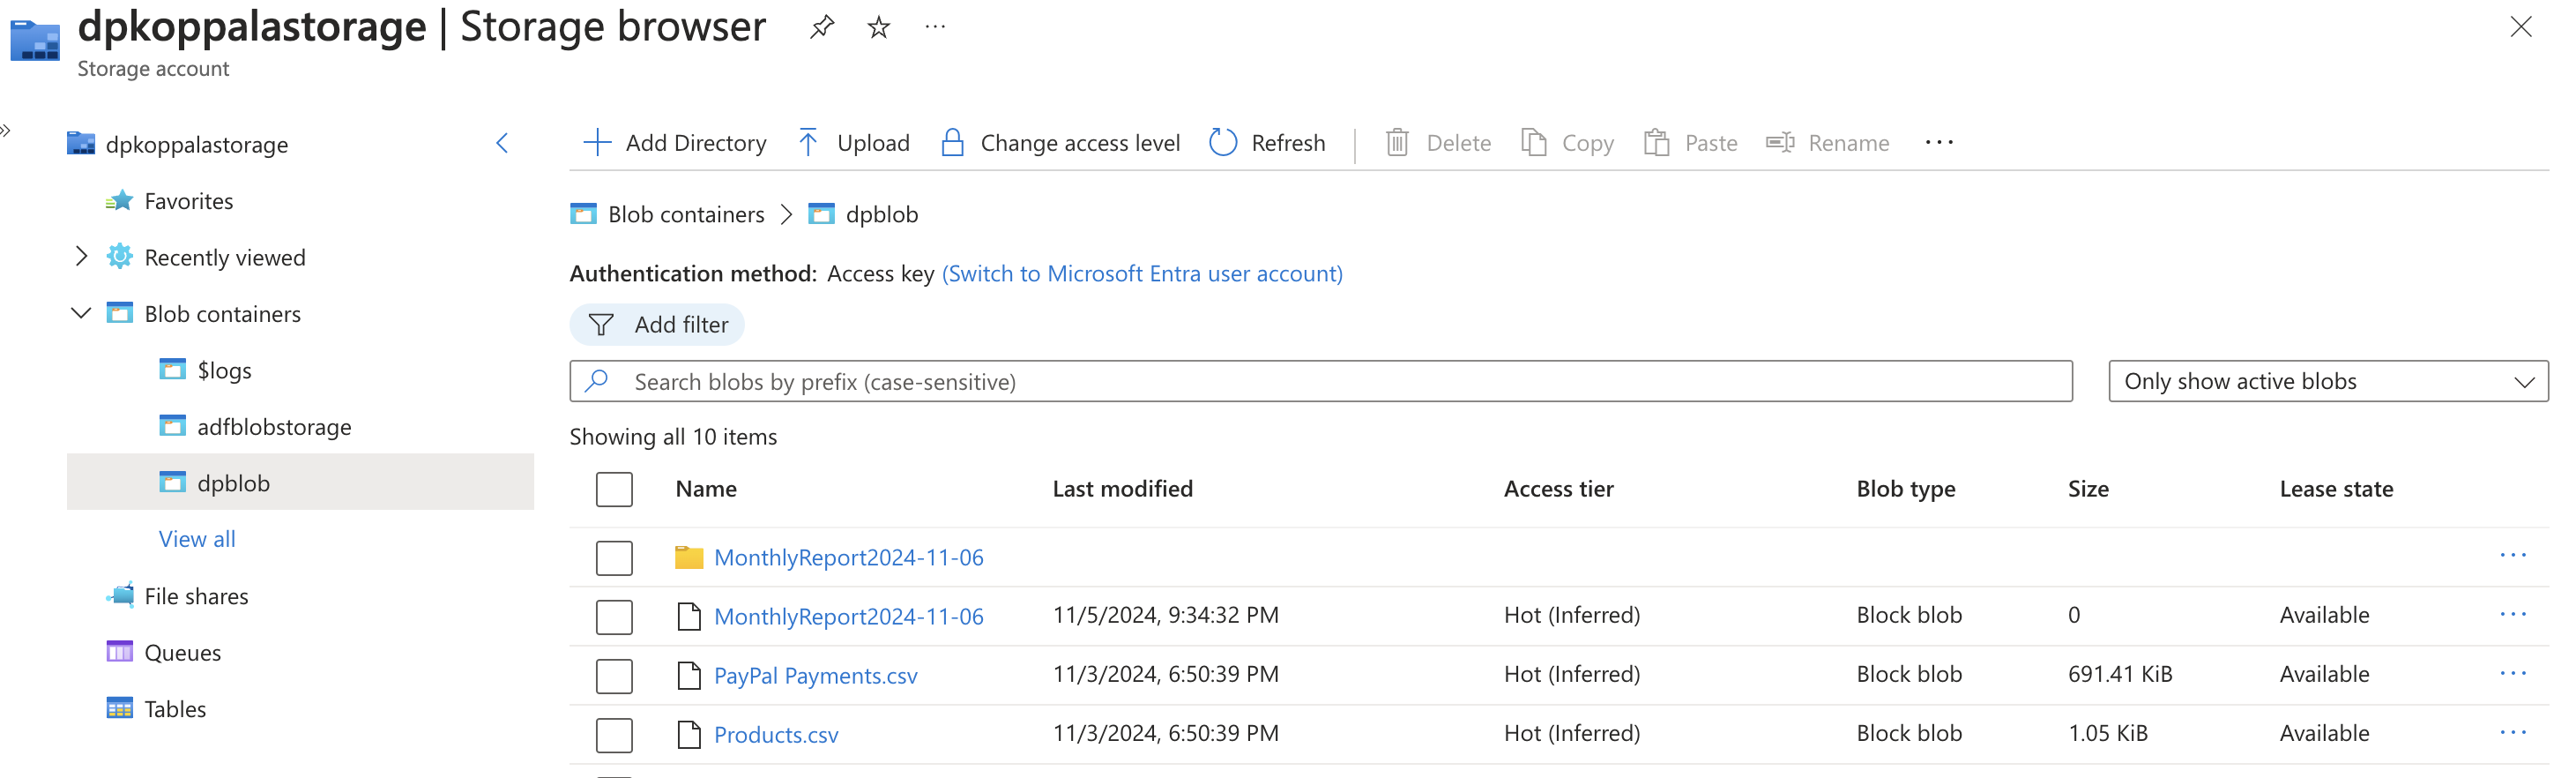 dpkoppalastorage | Storage browser
Storage account
dpkoppalastorage
Favorites
Recently viewed
Blob containers
$logs
adfblobstorage
dpblob
View all
File shares
Queues
Tables
Add Directory Upload Change access level Refresh Delete Copy Paste Rename
Blob containers > dpblob
Authentication method: Access key (Switch to Microsoft Entra user account)
Add filter
Search blobs by prefix (case-sensitive) Only show active blobs
Showing all 10 items
Name Last modified Access tier Blob type Size Lease state
MonthlyReport2024-11-06
MonthlyReport2024-11-06 11/5/2024, 9:34:32 PM Hot (Inferred) Block blob 0 Available
PayPal Payments.csv 11/3/2024, 6:50:39 PM Hot (Inferred) Block blob 691.41 KiB Available
Products.csv 11/3/2024, 6:50:39 PM Hot (Inferred) Block blob 1.05 KiB Available